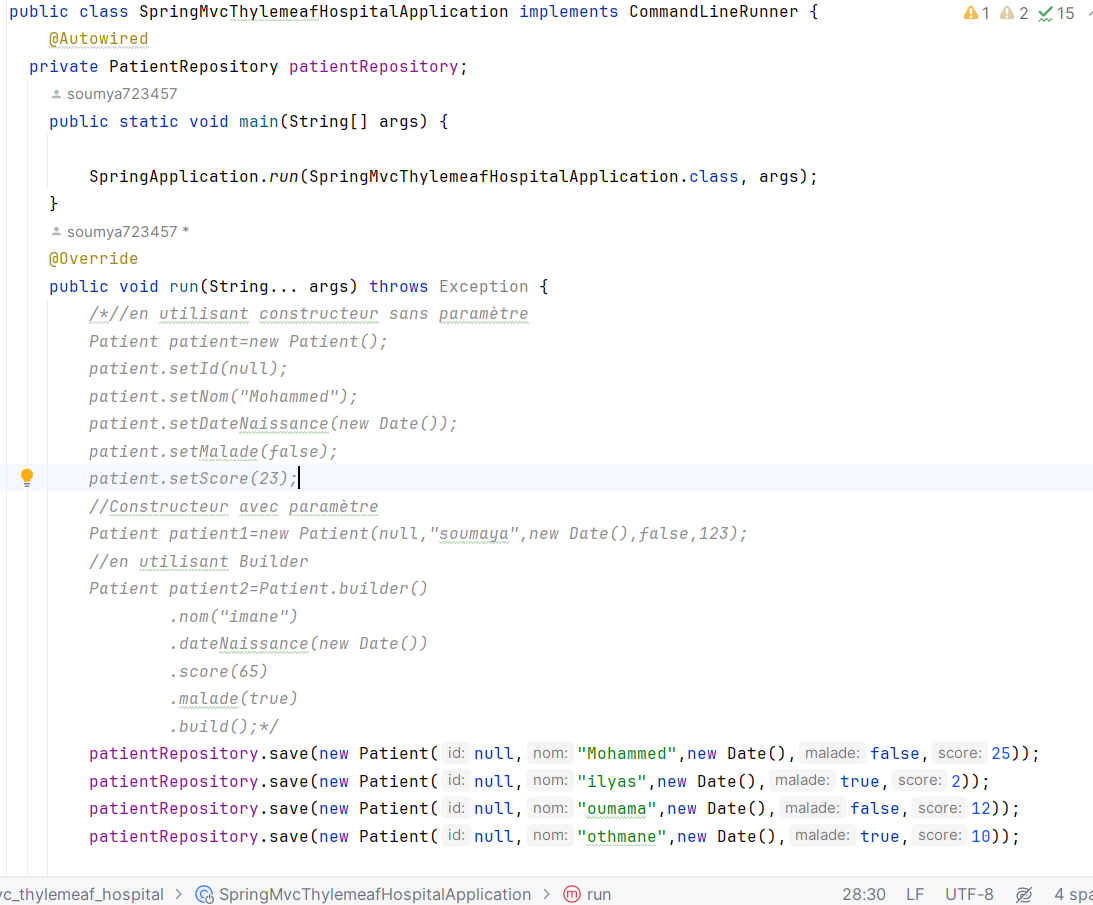 public class SpringMvcThylemeafHospitalApplication implements CommandLineRunner {
1 2 15
@Autowired
private PatientRepository patientRepository;
soumya723457
public static void main(String[] args) {
SpringApplication.run(SpringMvcThylemeafHospitalApplication.class, args);
}
soumya723457 *
@Override
public void run(String... args) throws Exception {
/*//en utilisant constructeur sans paramètre
Patient patient=new Patient();
patient.setId(null);
patient.setNom("Mohammed");
patient.setDateNaissance(new Date());
patient.setMalade(false);
patient.setScore(23);
//Constructeur avec paramètre
Patient patient1=new Patient(null,"soumaya",new Date(),false,123);
//en utilisant Builder
Patient patient2=Patient.builder()
.nom("imane")
.dateNaissance(new Date())
.score(65)
.malade(true)
.build();*/
patientRepository.save(new Patient( id: null, nom: "Mohammed",new Date(), malade: false, score: 25));
patientRepository.save(new Patient( id: null, nom: "ilyas",new Date(), malade: true, score: 2));
patientRepository.save(new Patient( id: null, nom: "oumama",new Date(), malade: false, score: 12));
patientRepository.save(new Patient( id: null, nom: "othmane",new Date(), malade: true, score: 10));
vc_thylemeaf_hospital > SpringMvcThylemeafHospitalApplication > m run 28:30 LF UTF-8 4 spa